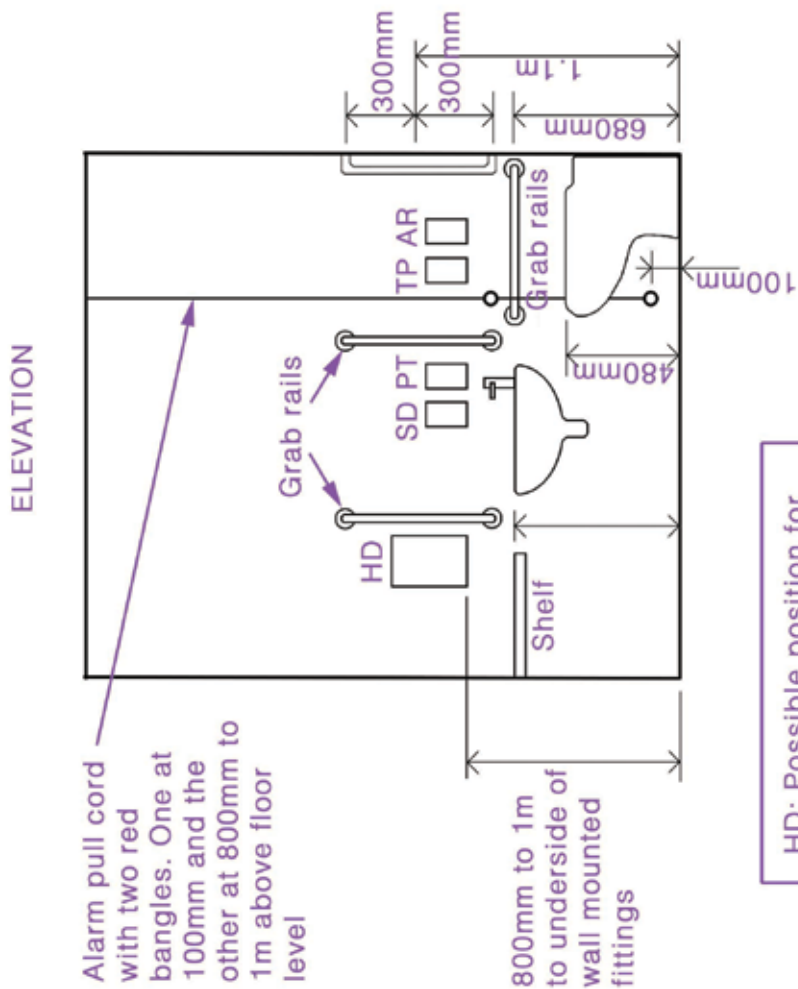 ELEVATION
Alarm pull cord
with two red
bangles. One at
100mm and the
other at 800mm to
1m above floor
level
Grab rails
HD
SD PT
TP AR
300mm
300mm
1.1m
680mm
Grab rails
Shelf
480mm
100mm
800mm to 1m
to underside of
wall mounted
fittings
HD: Possible position for